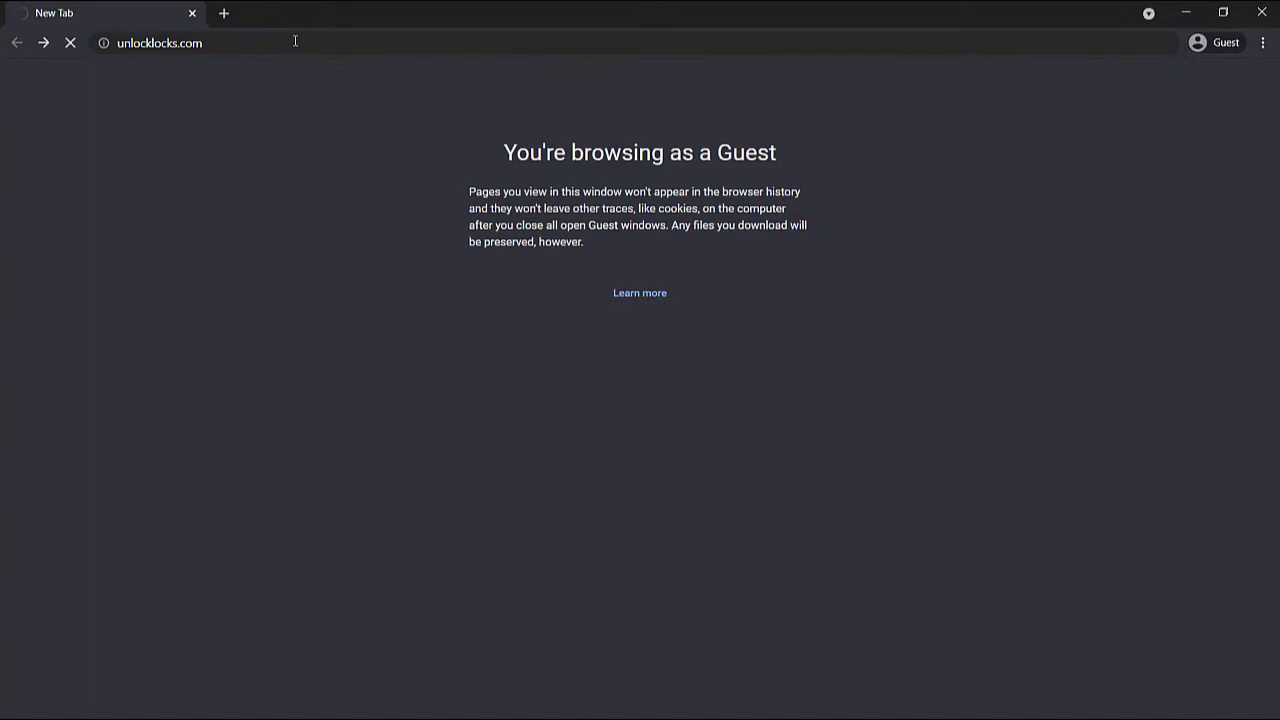 New Tab
unlocklocks.com
Guest
You're browsing as a Guest
Pages you view in this window won't appear in the browser history
and they won't leave other traces, like cookies, on the computer
after you close all open Guest windows. Any files you download will
be preserved, however.
Learn more